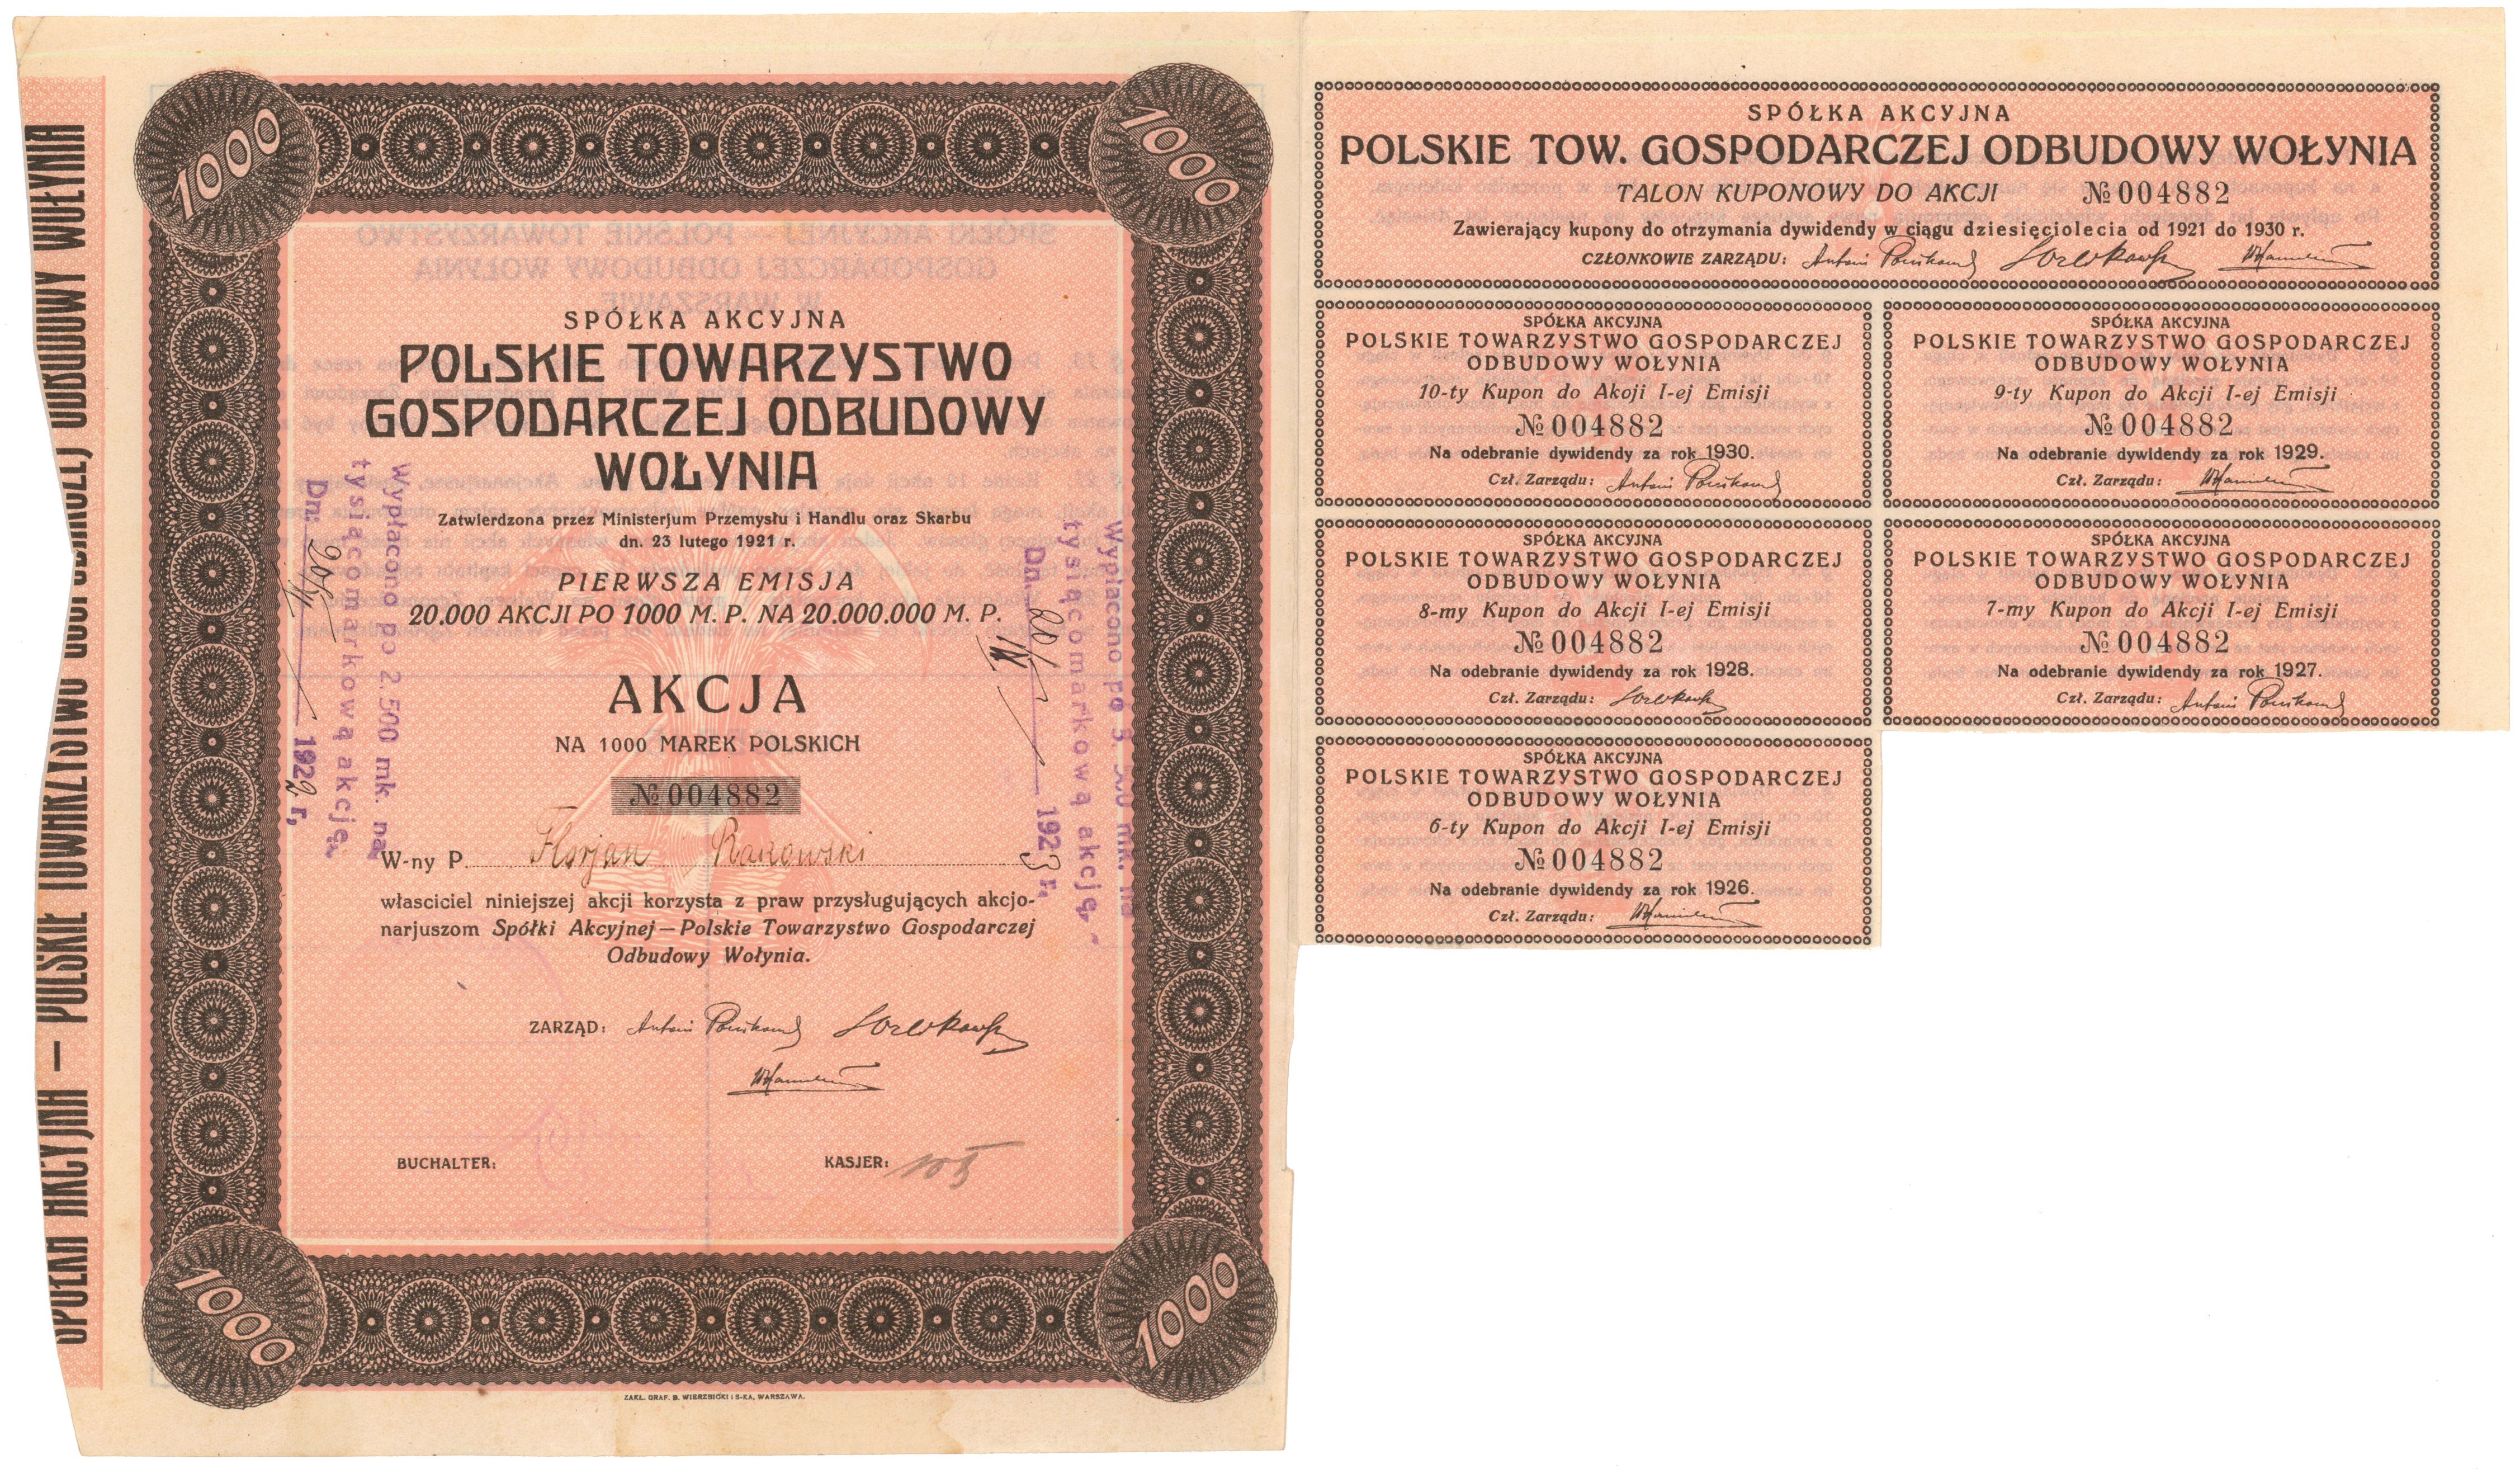 SPÓŁKA AKCYJNA — POLSKIE TOWARZYSTWO GOSPODARCZEJ ODBUDOWY WOŁYNIA
1000
1000
SPÓŁKA AKCYJNA
POLSKIE TOWARZYSTWO
GOSPODARCZEJ ODBUDOWY
WOŁYNIA
Zatwierdzona przez Ministerjum Przemysłu i Handlu oraz Skarbu
dn. 23 lutego 1921 r.
PIERWSZA EMISJA
20.000 AKCJI PO 1000 M. P. NA 20.000.000 M. P.
AKCJA
NA 1000 MAREK POLSKICH
№ 004882
W-ny P. Florjan Rakowski
własciciel niniejszej akcji korzysta z praw przysługujących akcjo-
narjuszom Spółki Akcyjnej—Polskie Towarzystwo Gospodarczej
Odbudowy Wołynia.
ZARZĄD:
BUCHALTER:
KASJER:
1000
1000
ZAKŁ. GRAF. B. WIERZBICKI i S-KA, WARSZAWA.
Wypłacono po 2.500 mk. na
tysiącomarkową akcję,
Dn. 1922 r,
Wypłacono po mk. na
tysiącomarkową akcję,
Dn. 1923 r,
SPÓŁKA AKCYJNA
POLSKIE TOW. GOSPODARCZEJ ODBUDOWY WOŁYNIA
TALON KUPONOWY DO AKCJI № 004882
Zawierający kupony do otrzymania dywidendy w ciągu dziesięciolecia od 1921 do 1930 r.
CZŁONKOWIE ZARZĄDU:
SPÓŁKA AKCYJNA
POLSKIE TOWARZYSTWO GOSPODARCZEJ
ODBUDOWY WOŁYNIA
10-ty Kupon do Akoji I-ej Emisji
№ 004882
Na odebranie dywidendy za rok 1930.
Czł. Zarządu:
SPÓŁKA AKCYJNA
POLSKIE TOWARZYSTWO GOSPODARCZEJ
ODBUDOWY WOŁYNIA
9-ty Kupon do Akcji I-ej Emisji
№ 004882
Na odebranie dywidendy za rok 1929.
Czł. Zarządu:
SPÓŁKA AKCYJNA
POLSKIE TOWARZYSTWO GOSPODARCZEJ
ODBUDOWY WOŁYNIA
8-my Kupon do Akcji I-ej Emisji
№ 004882
Na odebranie dywidendy za rok 1928.
Czł. Zarządu:
SPÓŁKA AKCYJNA
POLSKIE TOWARZYSTWO GOSPODARCZEJ
ODBUDOWY WOŁYNIA
7-my Kupon do Akcji I-ej Emisji
№ 004882
Na odebranie dywidendy za rok 1927.
Czł. Zarządu:
SPÓŁKA AKCYJNA
POLSKIE TOWARZYSTWO GOSPODARCZEJ
ODBUDOWY WOŁYNIA
6-ty Kupon do Akcji I-ej Emisji
№ 004882
Na odebranie dywidendy za rok 1926.
Czł. Zarządu: